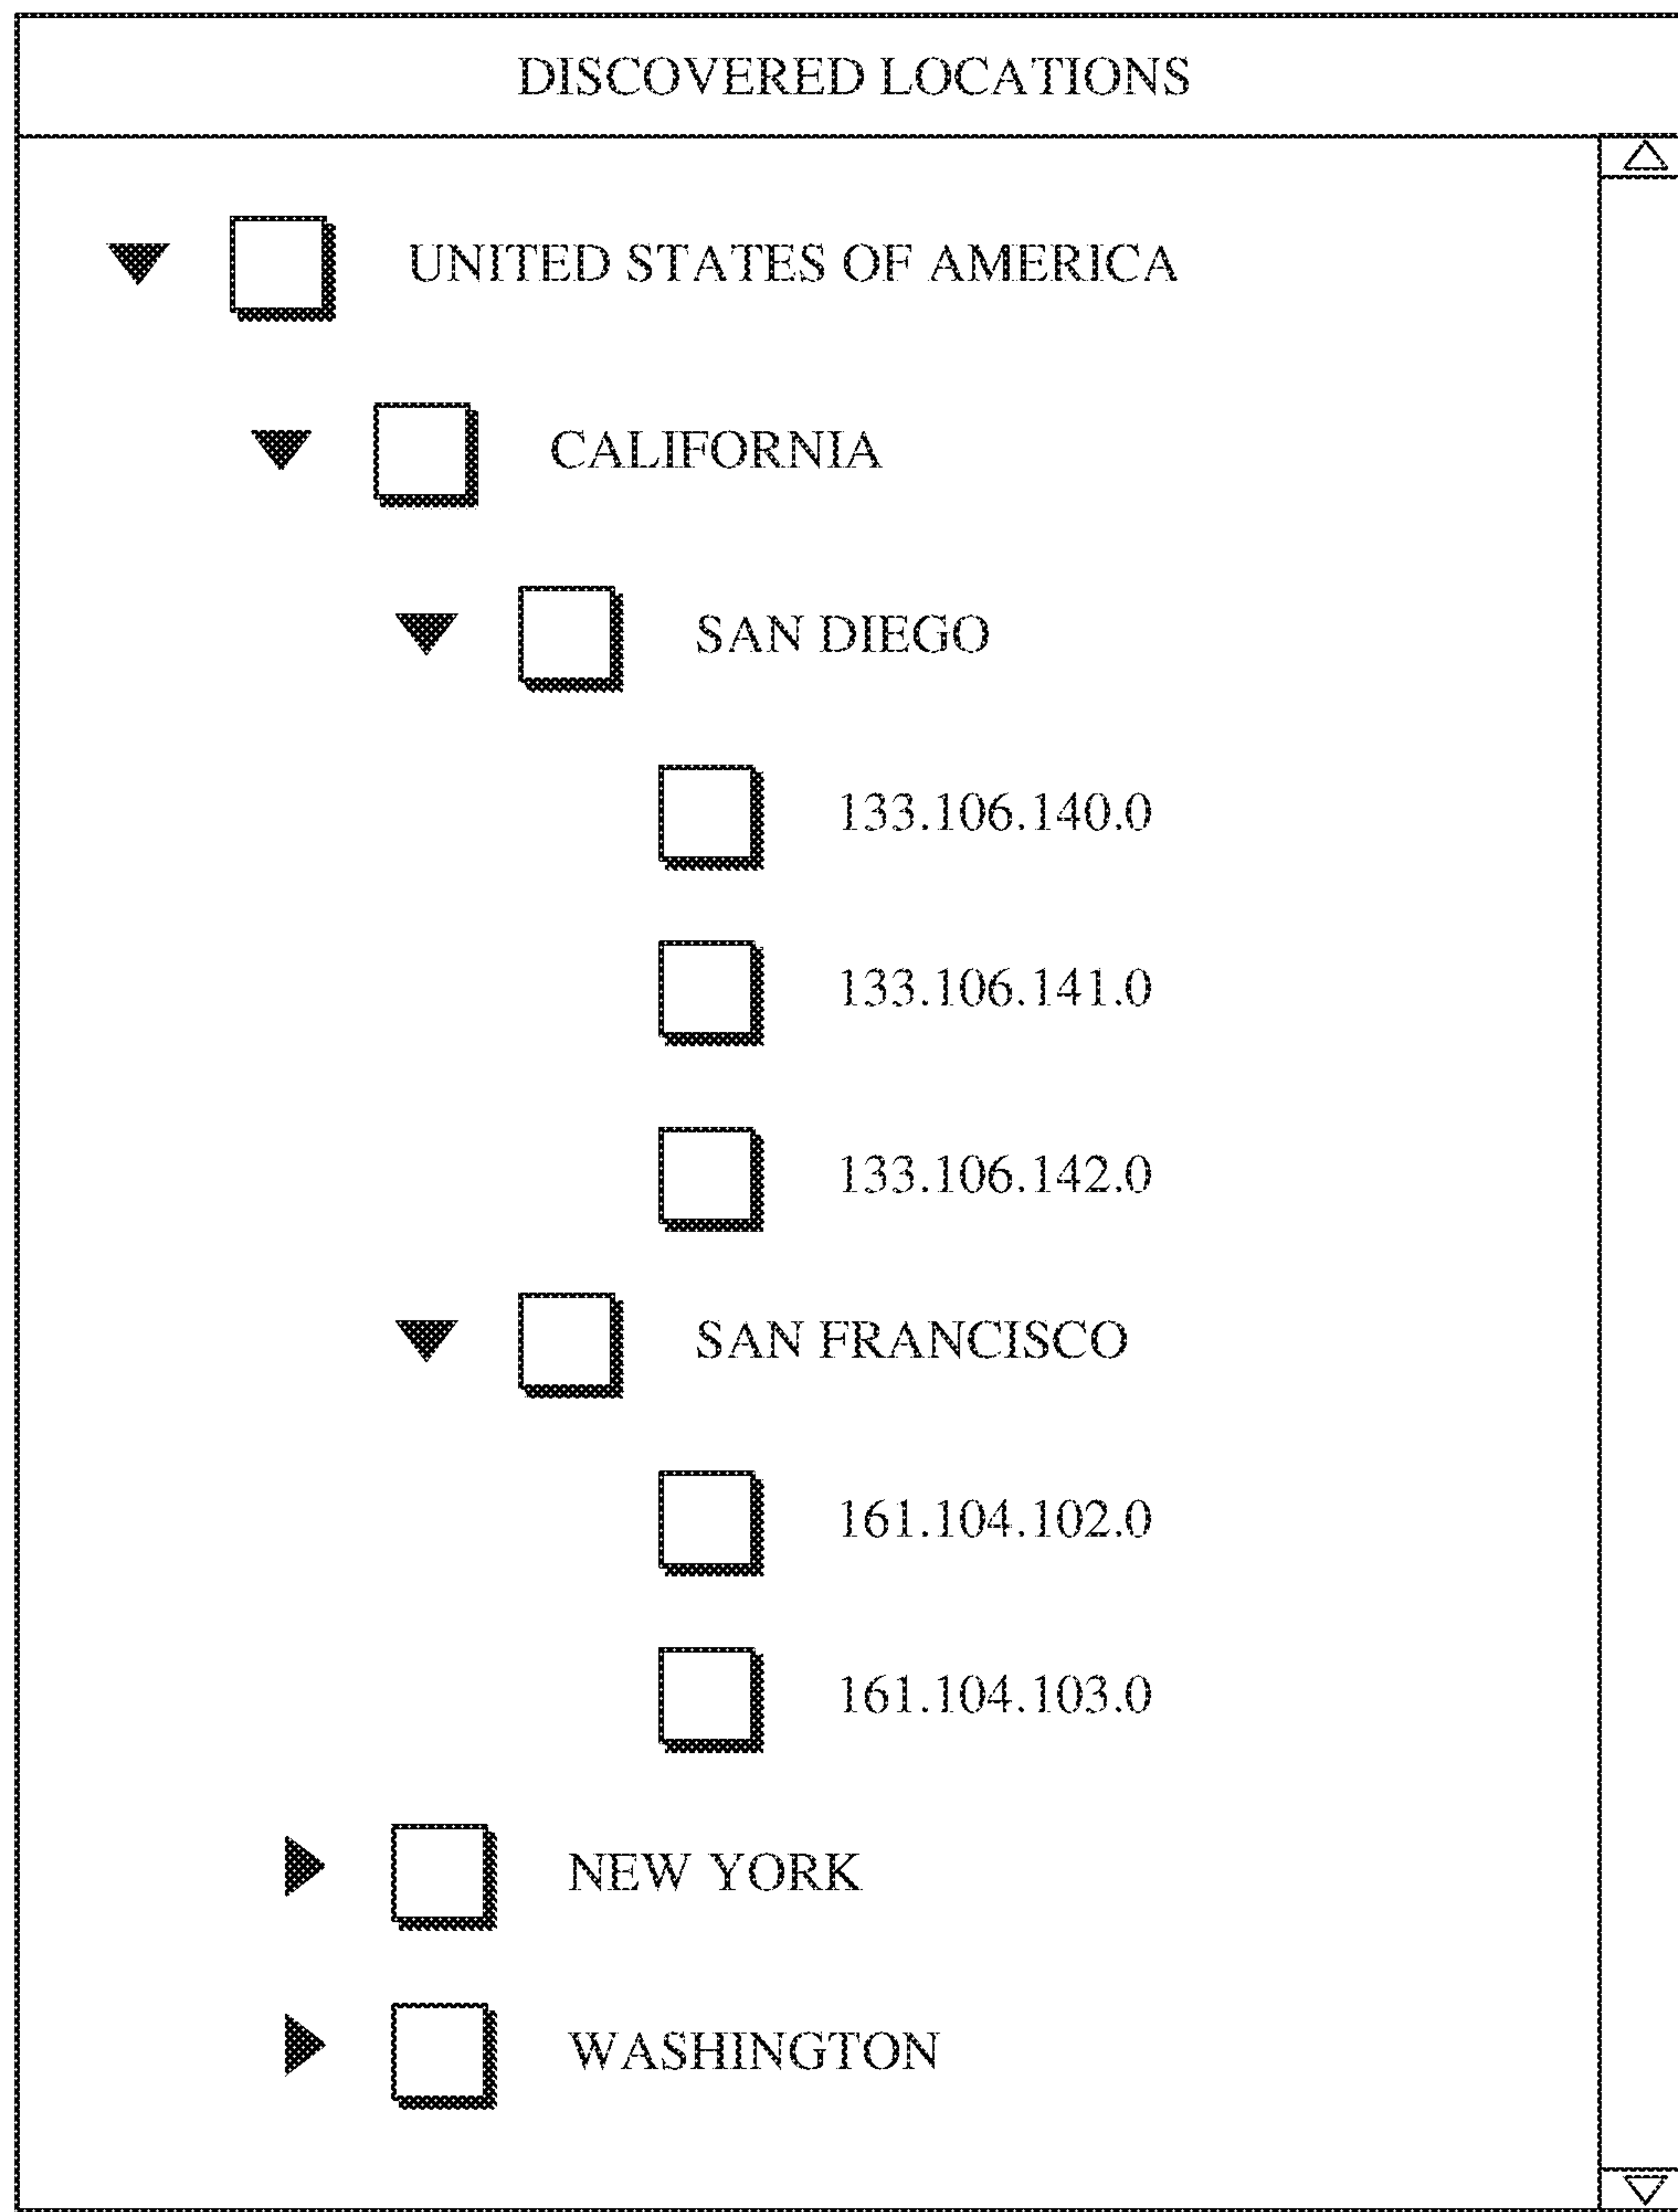 DISCOVERED LOCATIONS
UNITED STATES OF AMERICA
CALIFORNIA
SAN DIEGO
133.106.140.0
133.106.141.0
133.106.142.0
SAN FRANCISCO
161.104.102.0
161.104.103.0
NEW YORK
WASHINGTON